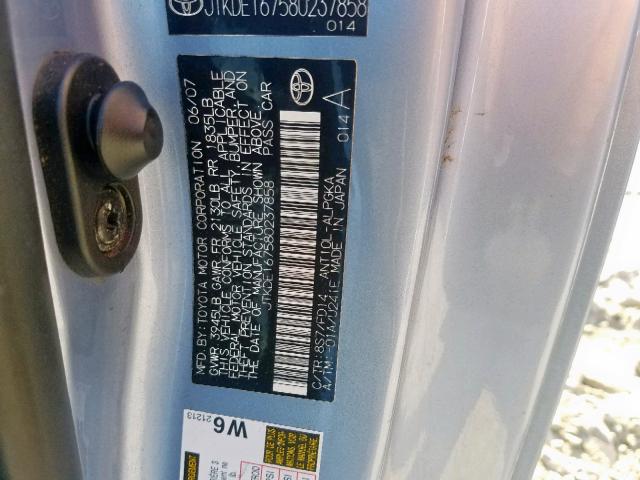 JTKDE167580237858
014
MFD.BY:TOYOTA MOTOR CORPORATION 06/07
GVWR 3945LB GAWR FR 2130LB RR 1835LB
THIS VEHICLE CONFORMS TO ALL APPLICABLE
FEDERAL MOTOR VEHICLE SAFETY, BUMPER, AND
THEFT PREVENTION STANDARDS IN EFFECT ON
THE DATE OF MANUFACTURE SHOWN ABOVE.
JTKDE167580237858 PASS.CAR
C/TR: 8S7/FD14 ANT10L-ALPGKA
A/TM: -01A/U241E MADE IN JAPAN
014 A
W6
21213